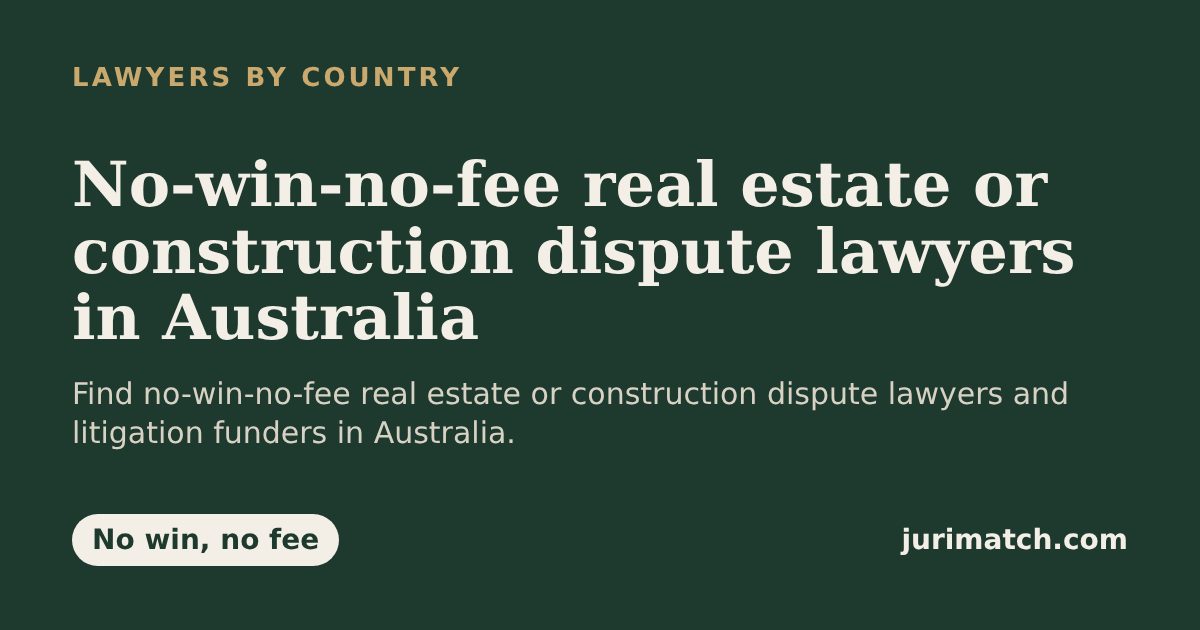 LAWYERS BY COUNTRY
No-win-no-fee real estate or
construction dispute lawyers
in Australia
Find no-win-no-fee real estate or construction dispute lawyers and
litigation funders in Australia.
No win, no fee
jurimatch.com